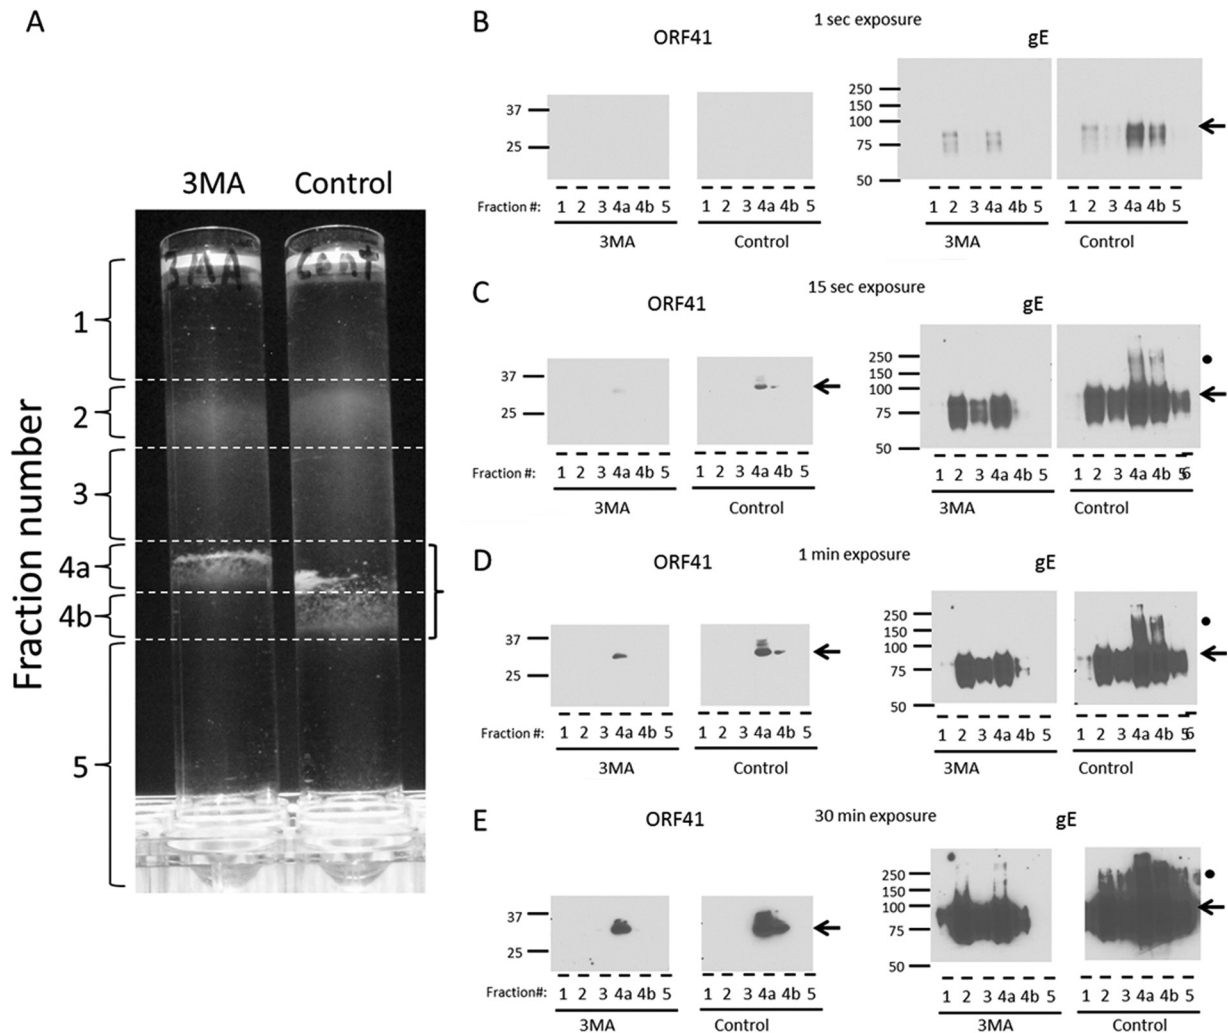 A
3MA Control
3MA Cont
Fraction number
1
2
3
4a
4b
5
B
1 sec exposure
ORF41 gE
37
25
250
150
100
75
50
Fraction #: 1 2 3 4a 4b 5 1 2 3 4a 4b 5 1 2 3 4a 4b 5 1 2 3 4a 4b 5
3MA Control 3MA Control
C
15 sec exposure
ORF41 gE
37
25
250
150
100
75
50
Fraction #: 1 2 3 4a 4b 5 1 2 3 4a 4b 5 1 2 3 4a 4b 5 1 2 3 4a 4b 5 6
3MA Control 3MA Control
D
1 min exposure
ORF41 gE
37
25
250
150
100
75
50
Fraction #: 1 2 3 4a 4b 5 1 2 3 4a 4b 5 1 2 3 4a 4b 5 1 2 3 4a 4b 5 6
3MA Control 3MA Control
E
30 min exposure
ORF41 gE
37
25
250
150
100
75
50
Fraction#: 1 2 3 4a 4b 5 1 2 3 4a 4b 5 1 2 3 4a 4b 5 1 2 3 4a 4b 5
3MA Control 3MA Control